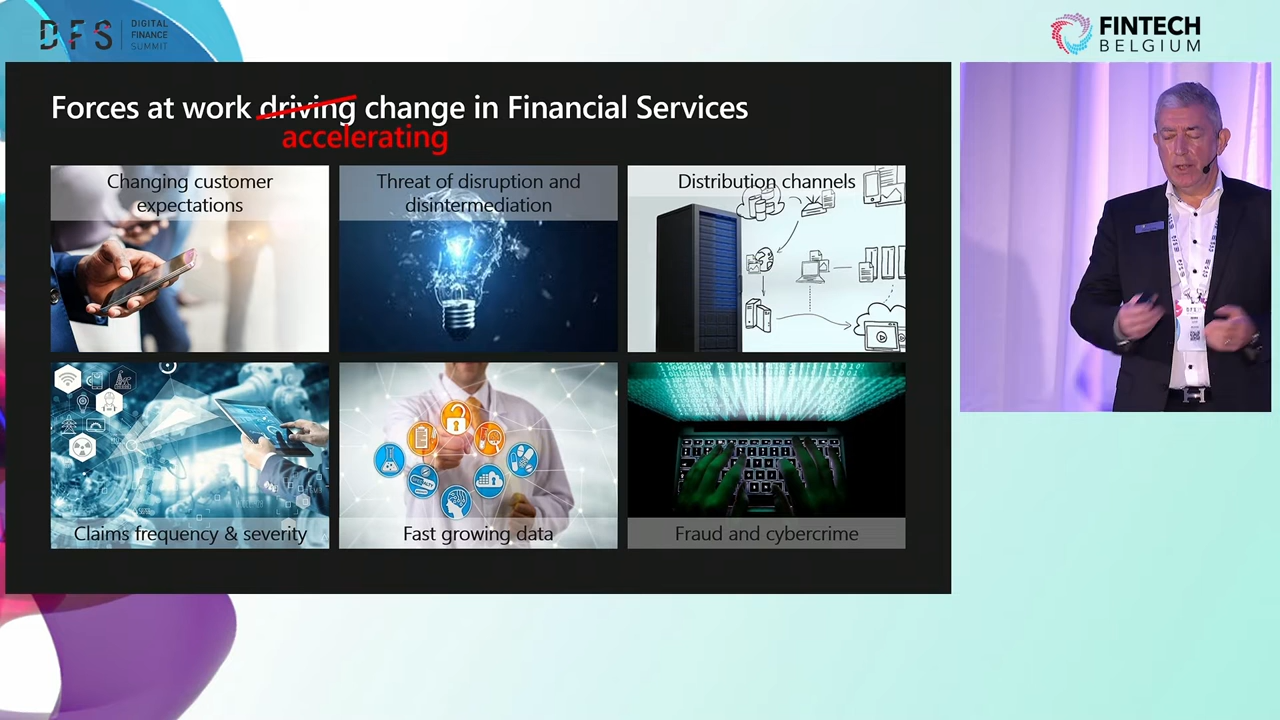 DFS
DIGITAL
FINANCE
SUMMIT
FINTECH
BELGIUM
Forces at work driving change in Financial Services
accelerating
Changing customer
expectations
Threat of disruption and
disintermediation
Distribution channels
Claims frequency & severity
Fast growing data
Fraud and cybercrime